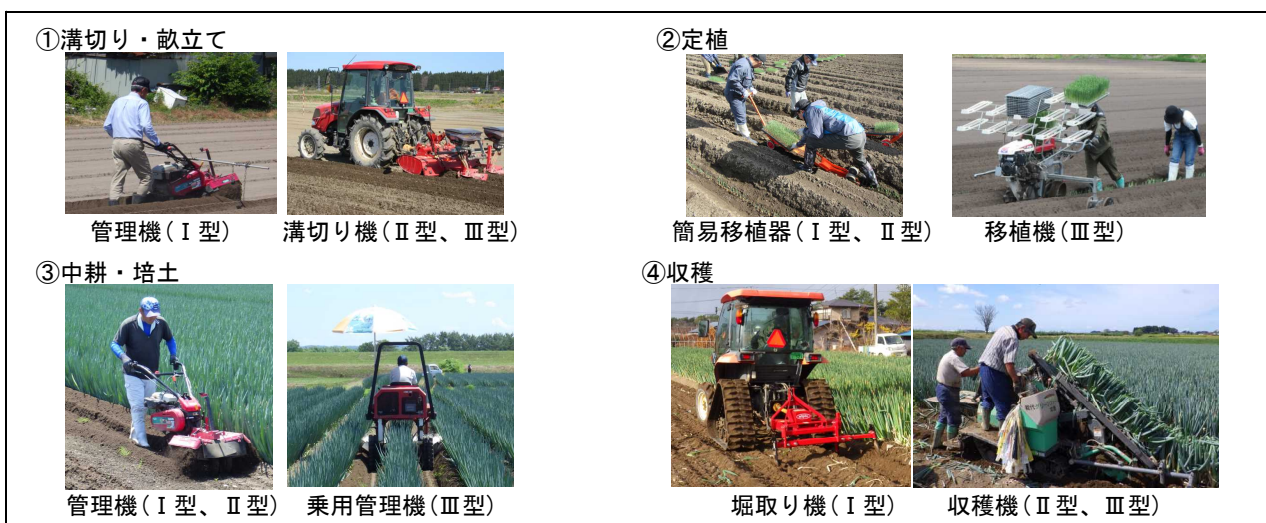 ①溝切り・畝立て
②定植
管理機(Ⅰ型)
溝切り機(Ⅱ型、Ⅲ型)
簡易移植器(Ⅰ型、Ⅱ型)
移植機(Ⅲ型)
③中耕・培土
④収穫
管理機(Ⅰ型、Ⅱ型)
乗用管理機(Ⅲ型)
堀取り機(Ⅰ型)
収穫機(Ⅱ型、Ⅲ型)